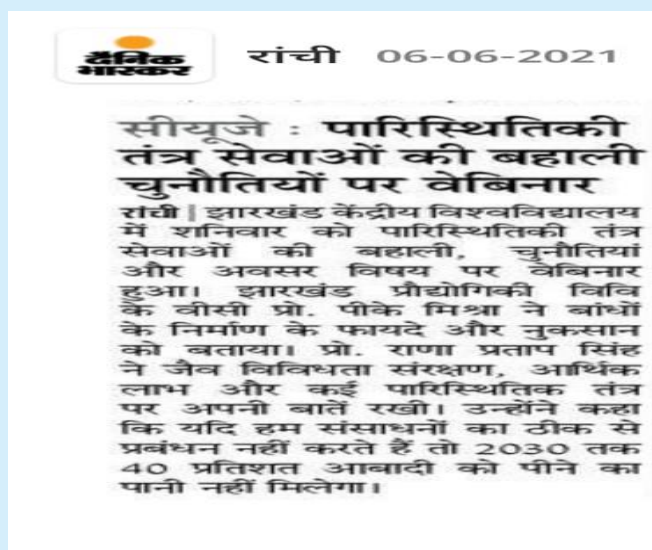 दैनिक
भास्कर
रांची 06-06-2021
सीयूजे : पारिस्थितिकी
तंत्र सेवाओं की बहाली
चुनौतियों पर वेबिनार
रांची | झारखंड केंद्रीय विश्वविद्यालय
में शनिवार को पारिस्थितिकी तंत्र
सेवाओं की बहाली, चुनौतियां
और अवसर विषय पर वेबिनार
हुआ। झारखंड प्रौद्योगिकी विवि
के वीसी प्रो. पीके मिश्रा ने बांधों
के निर्माण के फायदे और नुकसान
को बताया। प्रो. राणा प्रताप सिंह
ने जैव विविधता संरक्षण, आर्थिक
लाभ और कई पारिस्थितिक तंत्र
पर अपनी बातें रखी। उन्होंने कहा
कि यदि हम संसाधनों का ठीक से
प्रबंधन नहीं करते हैं तो 2030 तक
40 प्रतिशत आबादी को पीने का
पानी नहीं मिलेगा।